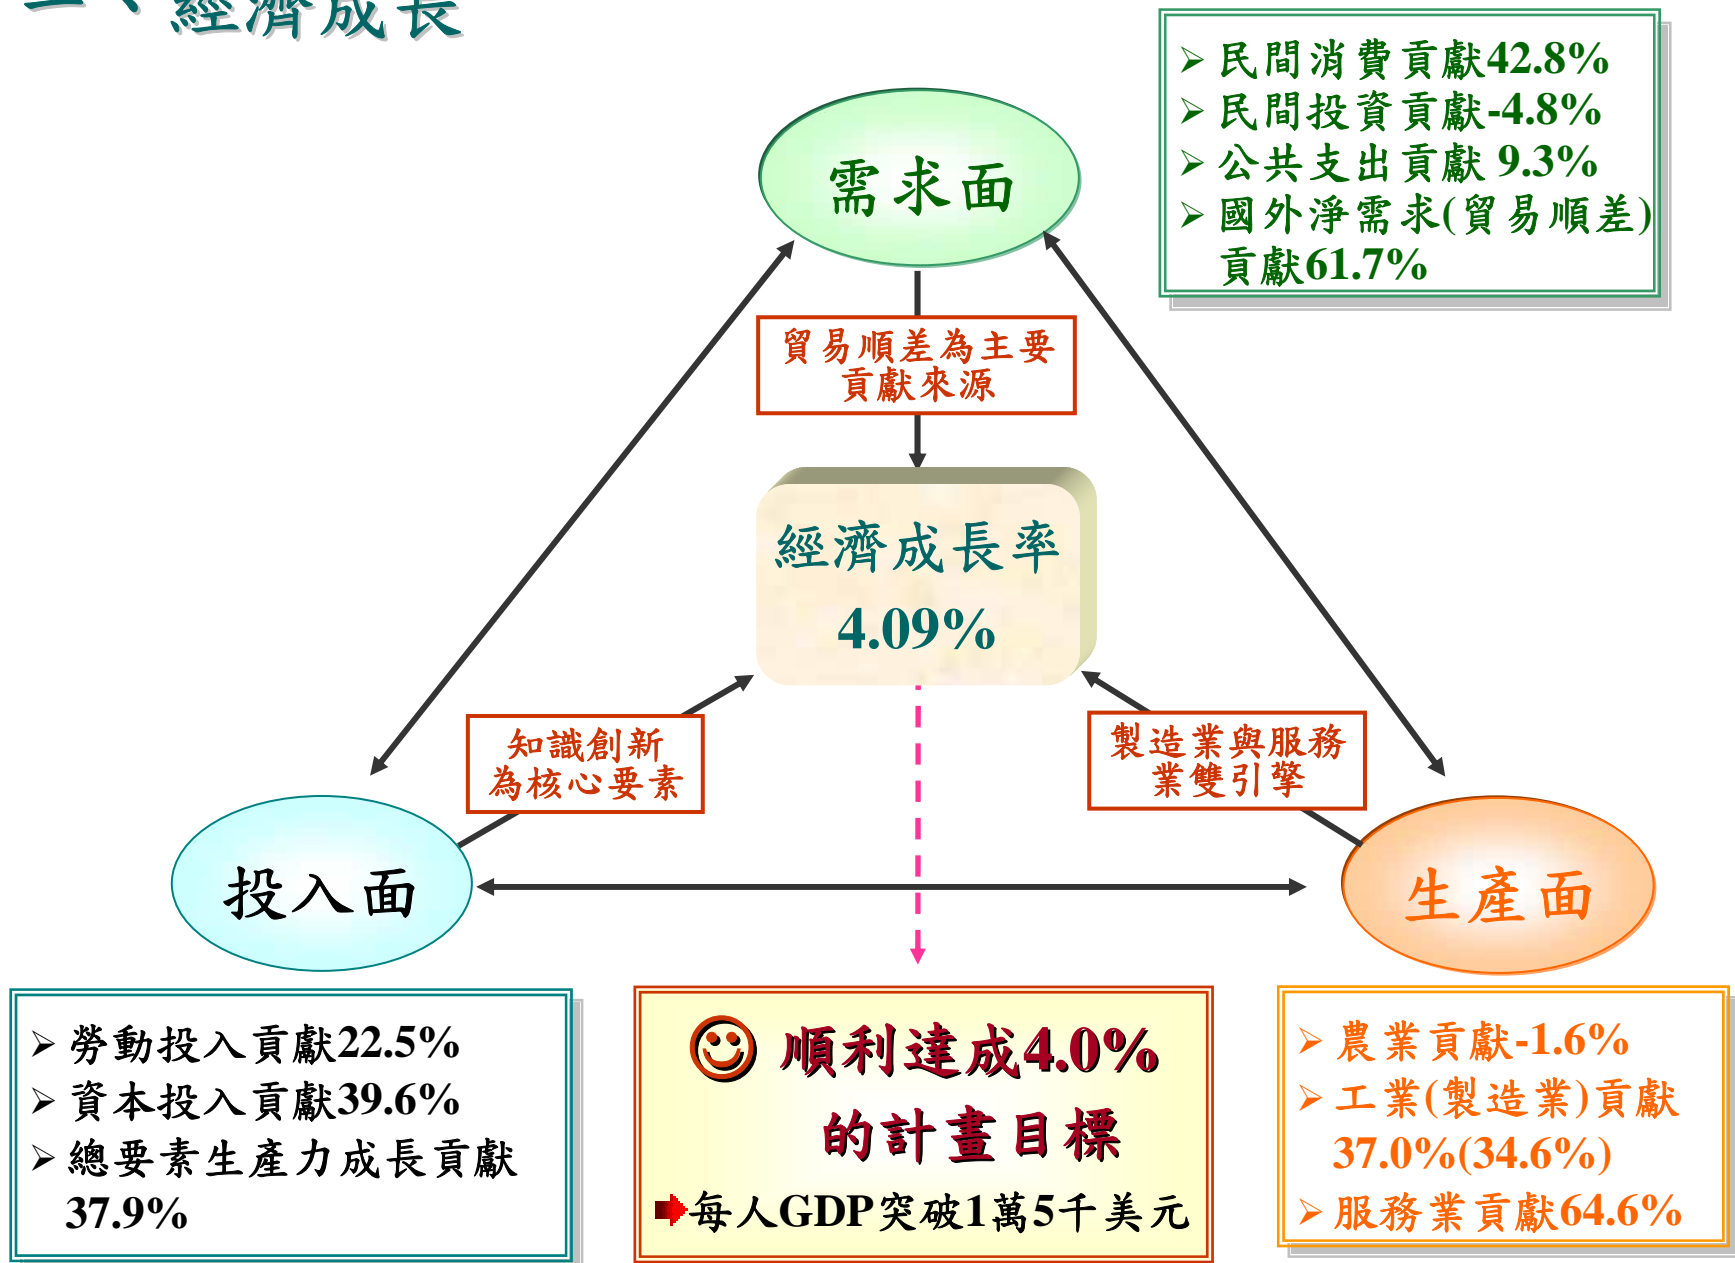 、經濟成長
民間消費貢獻42.8%
民間投資貢獻-4.8%
公共支出貢獻 9.3%
國外淨需求(貿易順差)
貢獻61.7%
需求面
貿易順差為主要
貢獻來源
經濟成長率
4.09%
知識創新
為核心要素
製造業與服務
業雙引擎
投入面
生產面
勞動投入貢獻22.5%
資本投入貢獻39.6%
總要素生產力成長貢獻
37.9%
順利達成4.0%
的計畫目標
每人GDP突破1萬5千美元
農業貢獻-1.6%
工業(製造業)貢獻
37.0%(34.6%)
服務業貢獻64.6%